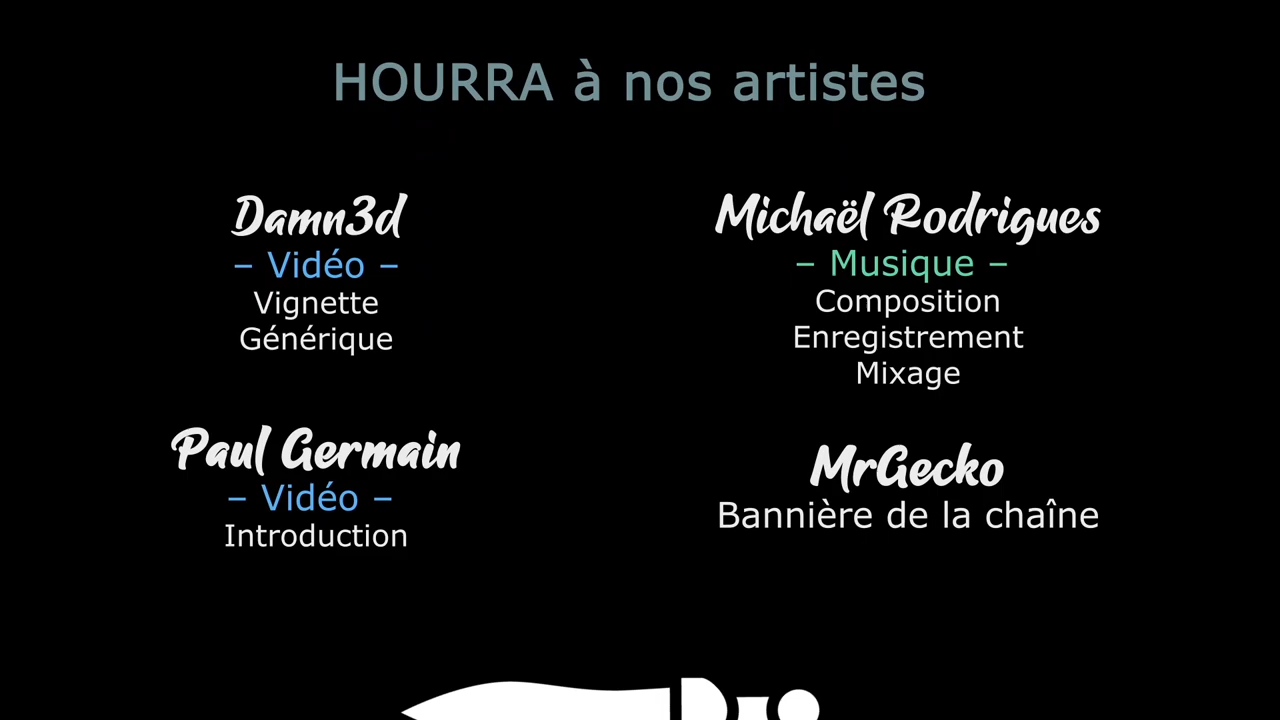 HOURRA à nos artistes
Damn3d
– Vidéo –
Vignette
Générique
Michaël Rodrigues
– Musique –
Composition
Enregistrement
Mixage
Paul Germain
– Vidéo –
Introduction
MrGecko
Bannière de la chaîne